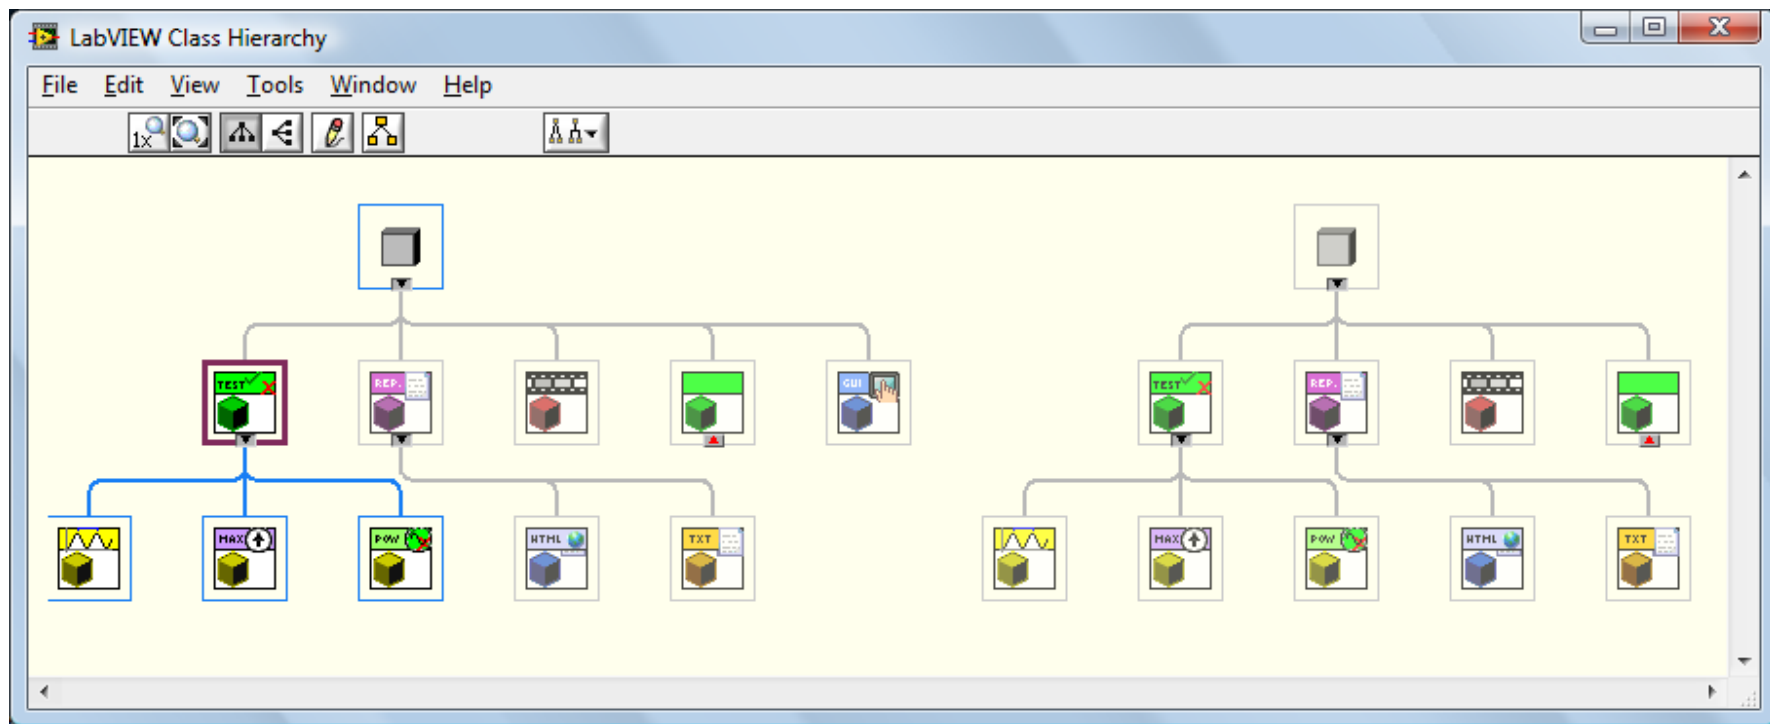 LabVIEW Class Hierarchy
File Edit View Tools Window Help
1x
TEST REP. GUI TEST REP.
MAX POW HTML TXT MAX POW HTML TXT